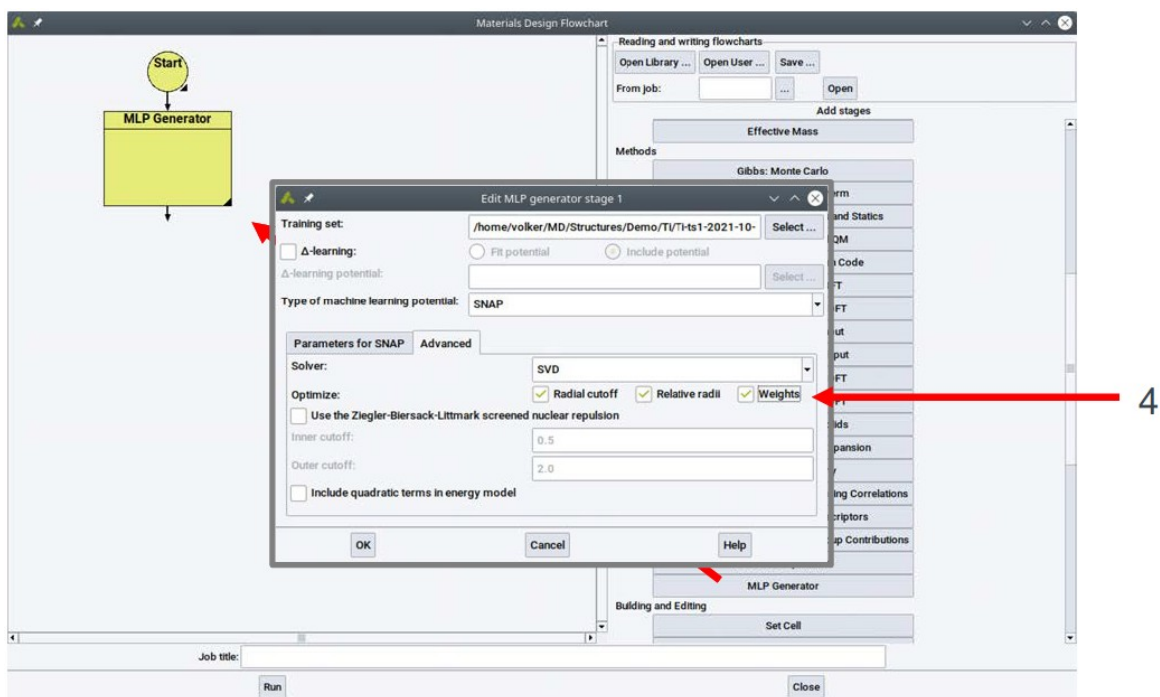 Materials Design Flowchart
Start
MLP Generator
Reading and writing flowcharts
Open Library ... Open User ... Save ...
From job: ... Open
Add stages
Effective Mass
Methods
Gibbs: Monte Carlo
and Statics
Code
ing Correlations
MLP Generator
Building and Editing
Set Cell
Edit MLP generator stage 1
Training set: /home/volker/MD/Structures/Demo/Ti/Ti-ts1-2021-10- Select ...
Δ-learning: Fit potential Include potential
Δ-learning potential: Select ...
Type of machine learning potential: SNAP
Parameters for SNAP Advanced
Solver: SVD
Optimize: Radial cutoff Relative radii Weights
Use the Ziegler-Biersack-Littmark screened nuclear repulsion
Inner cutoff: 0.5
Outer cutoff: 2.0
Include quadratic terms in energy model
OK Cancel Help
4
Job title:
Run Close